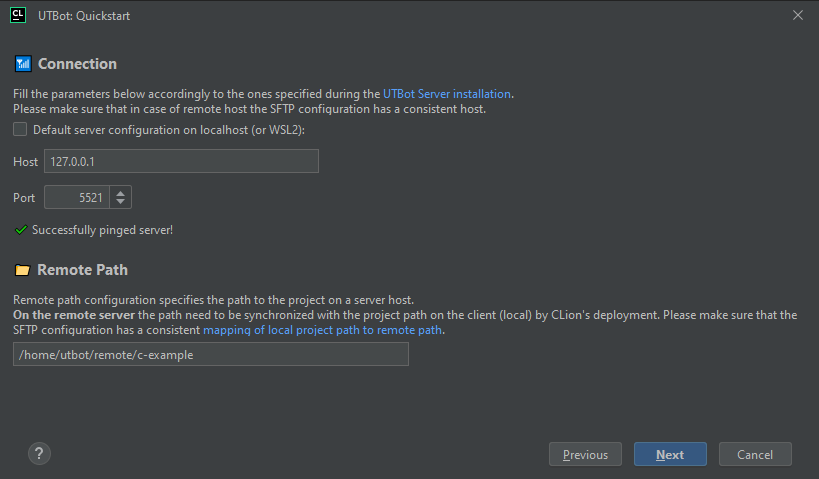 CL UTBot: Quickstart
Connection
Fill the parameters below accordingly to the ones specified during the UTBot Server installation.
Please make sure that in case of remote host the SFTP configuration has a consistent host.
Default server configuration on localhost (or WSL2):
Host 127.0.0.1
Port 5521
Successfully pinged server!
Remote Path
Remote path configuration specifies the path to the project on a server host.
On the remote server the path need to be synchronized with the project path on the client (local) by CLion's deployment. Please make sure that the
SFTP configuration has a consistent mapping of local project path to remote path.
/home/utbot/remote/c-example
? Previous Next Cancel